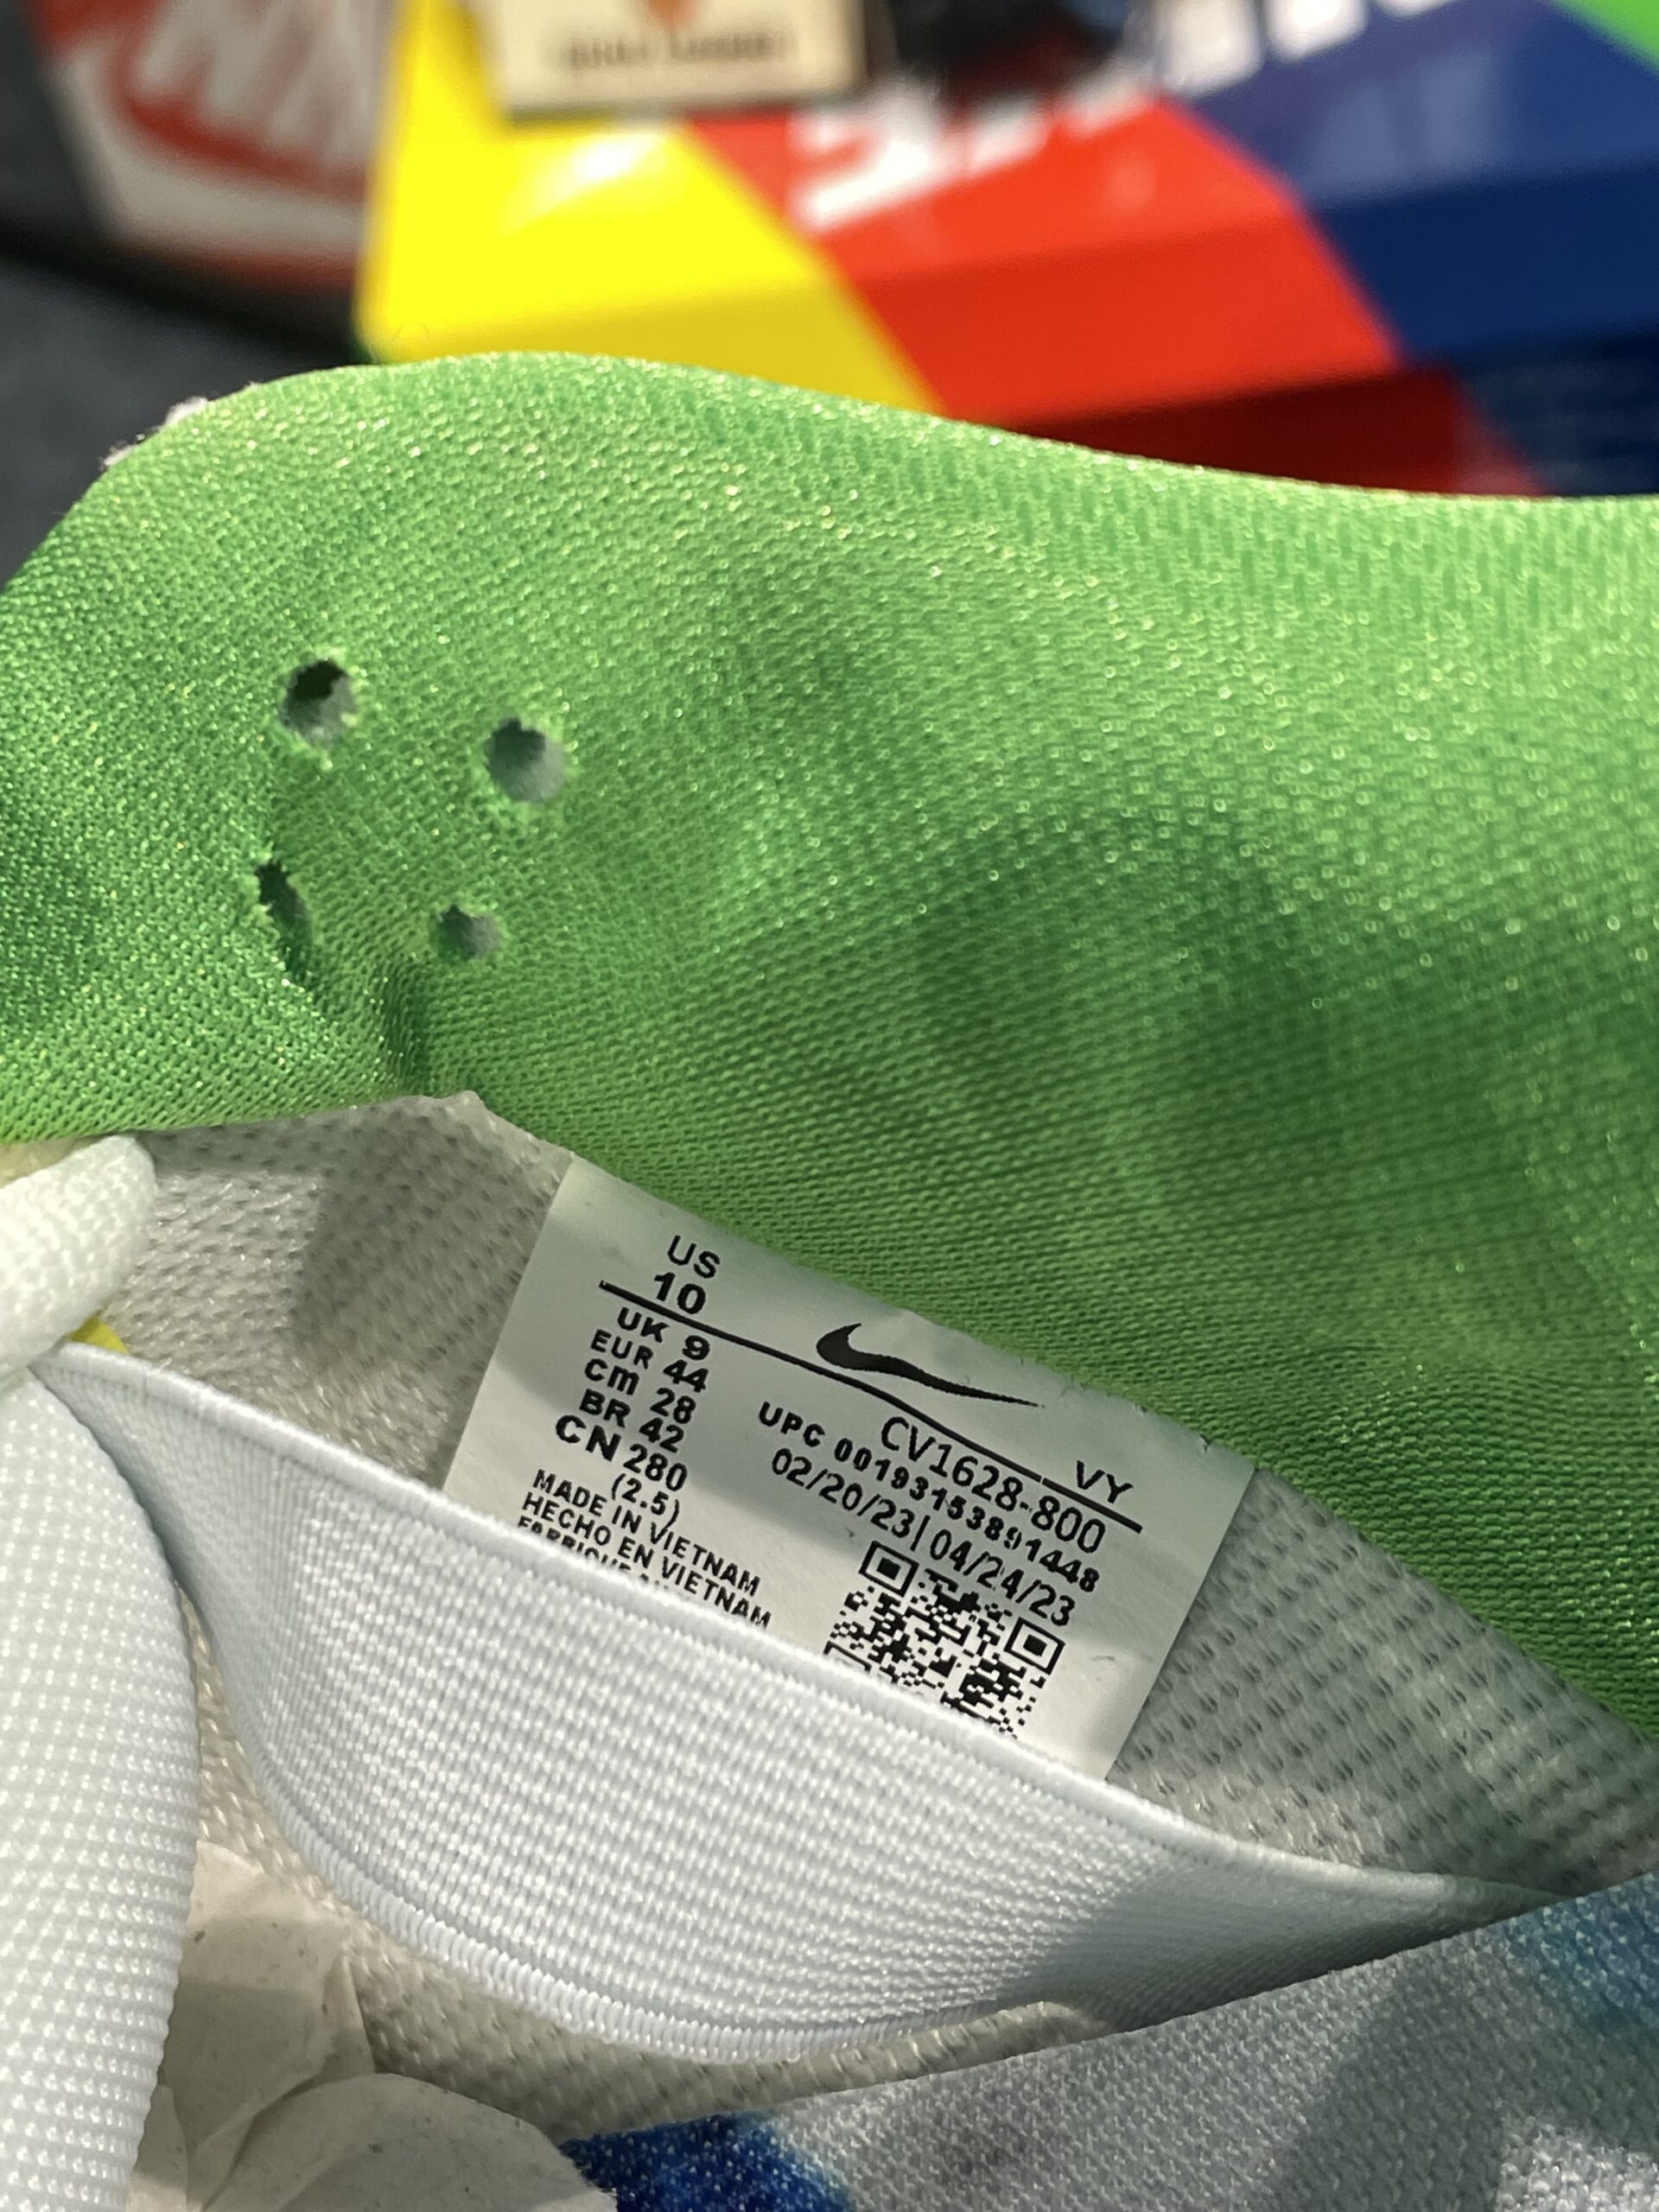 US
10
UK 9
EUR 44
cm 28
BR 42
CN 280
(2.5)
MADE IN VIETNAM
HECHO EN VIETNAM
VY
CV1628-800
UPC 00193153891448
02/20/23|04/24/23